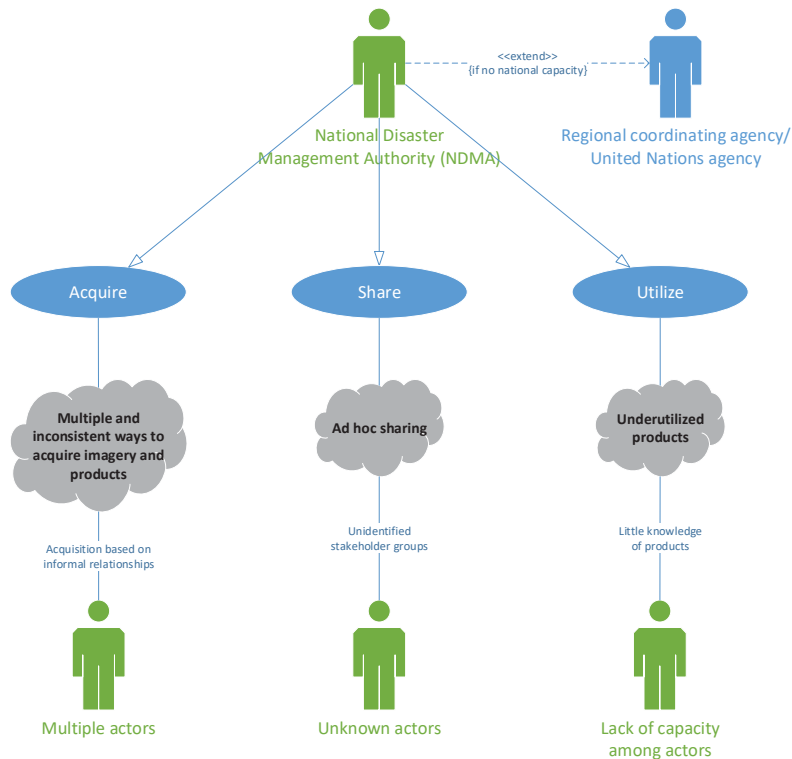 <<extend>>
{if no national capacity}
National Disaster
Management Authority (NDMA)
Regional coordinating agency/
United Nations agency
Acquire
Share
Utilize
Multiple and
inconsistent ways to
acquire imagery and
products
Ad hoc sharing
Underutilized
products
Acquisition based on
informal relationships
Unidentified
stakeholder groups
Little knowledge
of products
Multiple actors
Unknown actors
Lack of capacity
among actors